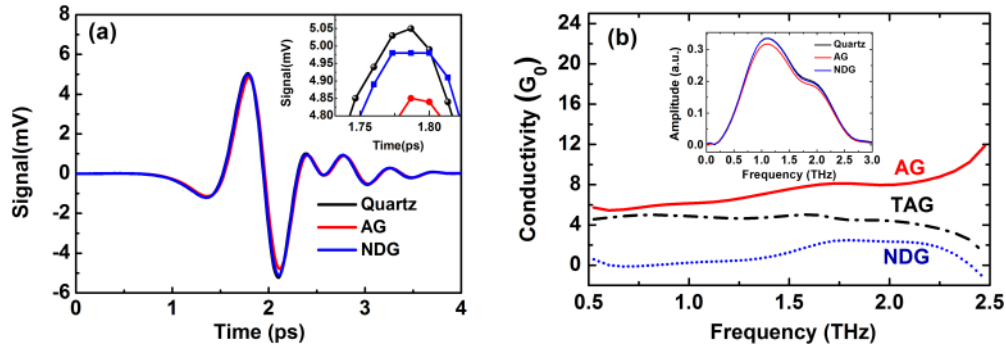 (a)
Signal(mV)
6
4
2
0
-2
-4
-6
0
1
2
3
4
Time (ps)
Quartz
AG
NDG
Signal(mV)
5.05
5.00
4.95
4.90
4.85
4.80
1.76
1.80
Time(ps)
(b)
Conductivity (G0)
24
20
16
12
8
4
0
0.5
1.0
1.5
2.0
2.5
Frequency (THz)
AG
TAG
NDG
Amplitude (a.u.)
0.3
0.2
0.1
0.0
0.0
0.5
1.0
1.5
2.0
2.5
3.0
Frequency (THz)
Quartz
AG
NDG